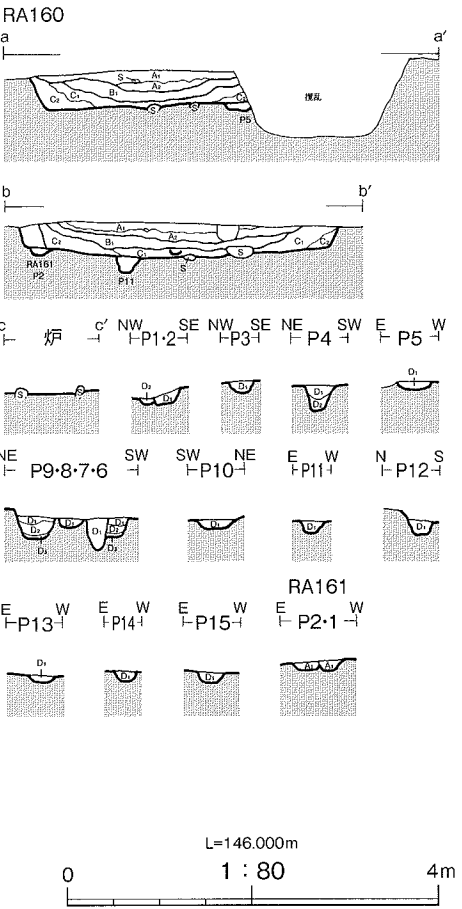 RA160
a a′
S A₁ A₂ B₁ C₁ C₂ C₂ S S P5 撹乱
b b′
A₁ A₂ B₁ C₂ C₁ C₁ C₂ S S
RA161 P2 P11
c 炉 c′ NW P1・2 SE NW P3 SE NE P4 SW E P5 W
S S D₂ D₁ D₁ D₁ D₂ D₁
NE P9・8・7・6 SW SW P10 NE E P11 W N P12 S
D₁ D₂ D₃ D₁ D₁ D₁ D₂ D₃ D₁ D₁ D₁
RA161
E P13 W E P14 W E P15 W E P2・1 W
D₁ D₁ D₁ A₁ A₁
L=146.000m
0 1：80 4m